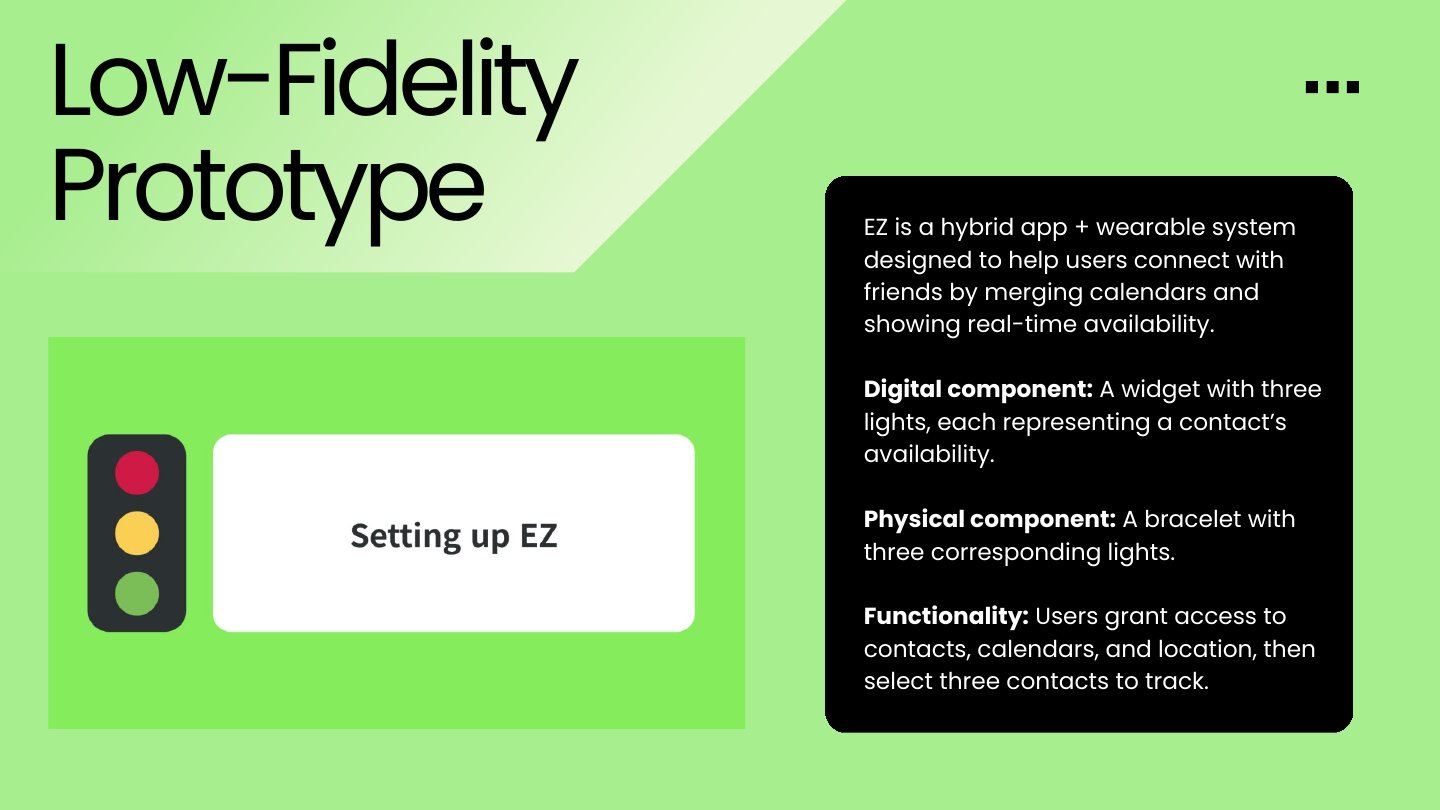 Low-Fidelity
Prototype
Setting up EZ
EZ is a hybrid app + wearable system
designed to help users connect with
friends by merging calendars and
showing real-time availability.
Digital component: A widget with three
lights, each representing a contact’s
availability.
Physical component: A bracelet with
three corresponding lights.
Functionality: Users grant access to
contacts, calendars, and location, then
select three contacts to track.